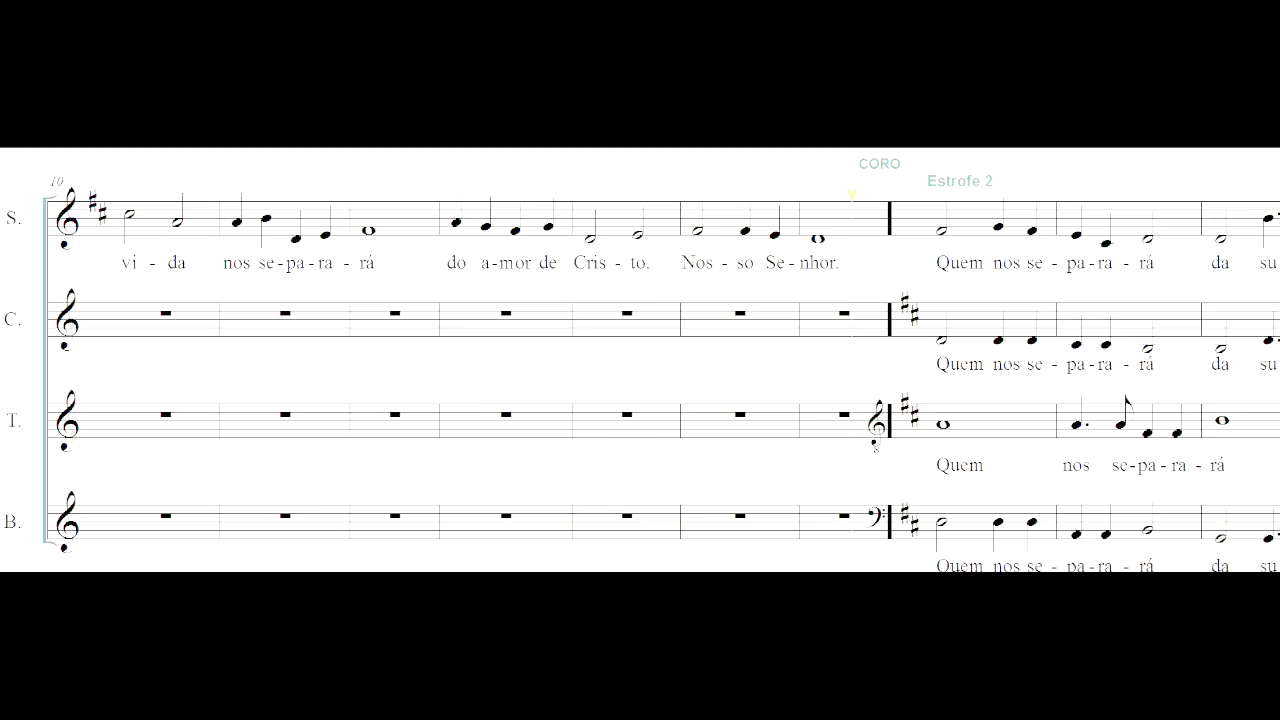 CORO
10
Estrofe 2
S.
vi - da nos se - pa - ra - rá do a - mor de Cris - to, Nos - so Se - nhor. Quem nos se - pa - ra - rá da su
C.
Quem nos se - pa - ra - rá da su
T.
8
Quem nos se - pa - ra - rá
B.
Quem nos se - pa - ra - rá da su